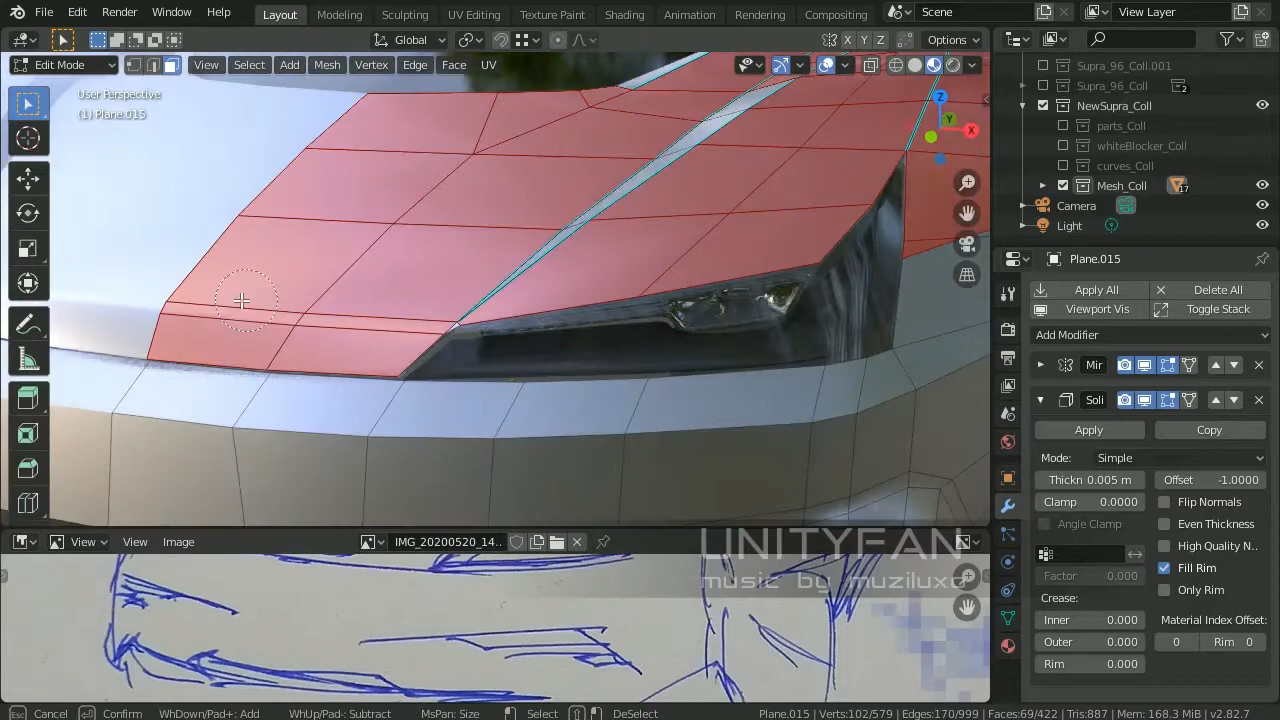 File Edit Render Window Help Layout Modeling Sculpting UV Editing Texture Paint Shading Animation Rendering Compositing Scene View Layer
Global X Y Z Options
Edit Mode View Select Add Mesh Vertex Edge Face UV
User Perspective
(1) Plane.015
Z
Y
X
Supra_96_Coll.001
Supra_96_Coll 2
NewSupra_Coll
parts_Coll
whiteBlocker_Coll
curves_Coll
Mesh_Coll 17
Camera
Light
Plane.015
Apply All Delete All
Viewport Vis Toggle Stack
Add Modifier
Mir
Soli
Apply Copy
Mode: Simple
Thickn 0.005 m Offset -1.0000
Clamp 0.0000 Flip Normals
Angle Clamp Even Thickness
High Quality N..
Factor 0.000 Fill Rim
Crease: Only Rim
Inner 0.000 Material Index Offset:
Outer 0.000 0 Rim 0
Rim 0.000
View View Image IMG_20200520_14..
UNITYFAN
music by muziluxo
Esc Cancel Confirm WhDown/Pad+: Add WhUp/Pad-: Subtract MsPan: Size Select DeSelect Plane.015 | Verts:102/579 | Edges:170/999 | Faces:69/422 | Tris:887 | Mem: 168.3 MiB | v2.82.7